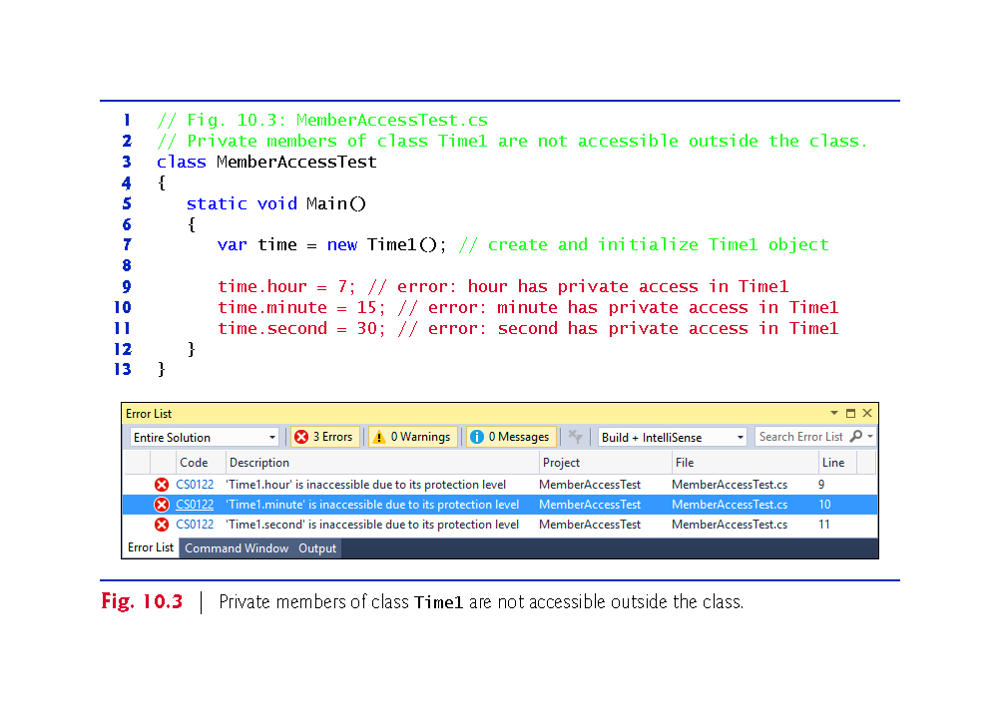 1 // Fig. 10.3: MemberAccessTest.cs
2 // Private members of class Time1 are not accessible outside the class.
3 class MemberAccessTest
4 {
5 static void Main()
6 {
7 var time = new Time1(); // create and initialize Time1 object
8
9 time.hour = 7; // error: hour has private access in Time1
10 time.minute = 15; // error: minute has private access in Time1
11 time.second = 30; // error: second has private access in Time1
12 }
13 }
Error List
Entire Solution 3 Errors 0 Warnings 0 Messages Build + IntelliSense Search Error List
Code Description Project File Line
CS0122 'Time1.hour' is inaccessible due to its protection level MemberAccessTest MemberAccessTest.cs 9
CS0122 'Time1.minute' is inaccessible due to its protection level MemberAccessTest MemberAccessTest.cs 10
CS0122 'Time1.second' is inaccessible due to its protection level MemberAccessTest MemberAccessTest.cs 11
Error List Command Window Output
Fig. 10.3 | Private members of class Time1 are not accessible outside the class.